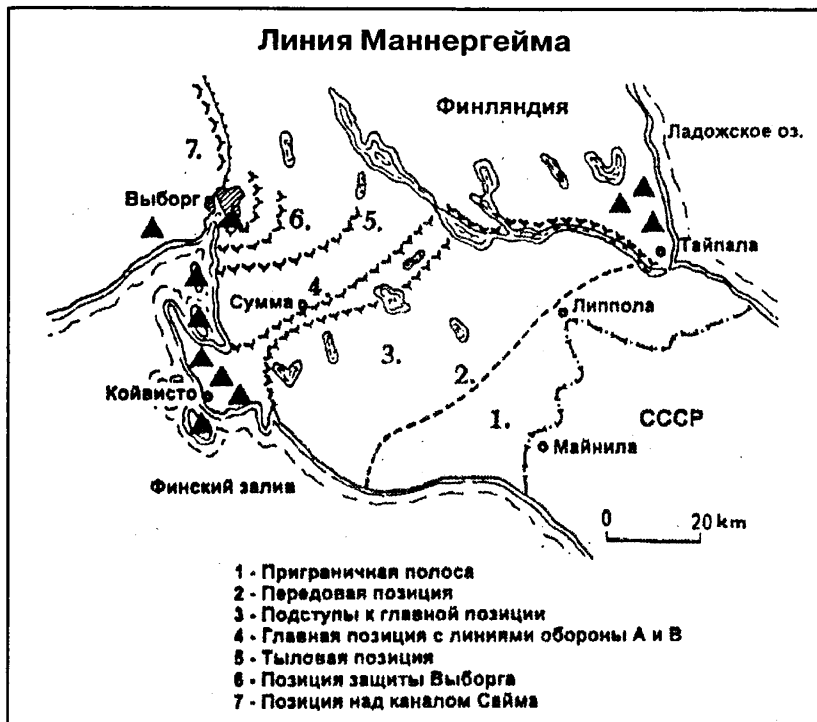 Линия Маннергейма
Финляндия
Ладожское оз.
7.
Выборг
6.
5.
Тайпала
Сумма
4
Липпола
3.
2.
Койвисто
1.
СССР
Майнила
Финский залив
0 20 km
1 - Приграничная полоса
2 - Передовая позиция
3 - Подступы к главной позиции
4 - Главная позиция с линиями обороны А и В
5 - Тыловая позиция
6 - Позиция защиты Выборга
7 - Позиция над каналом Сайма